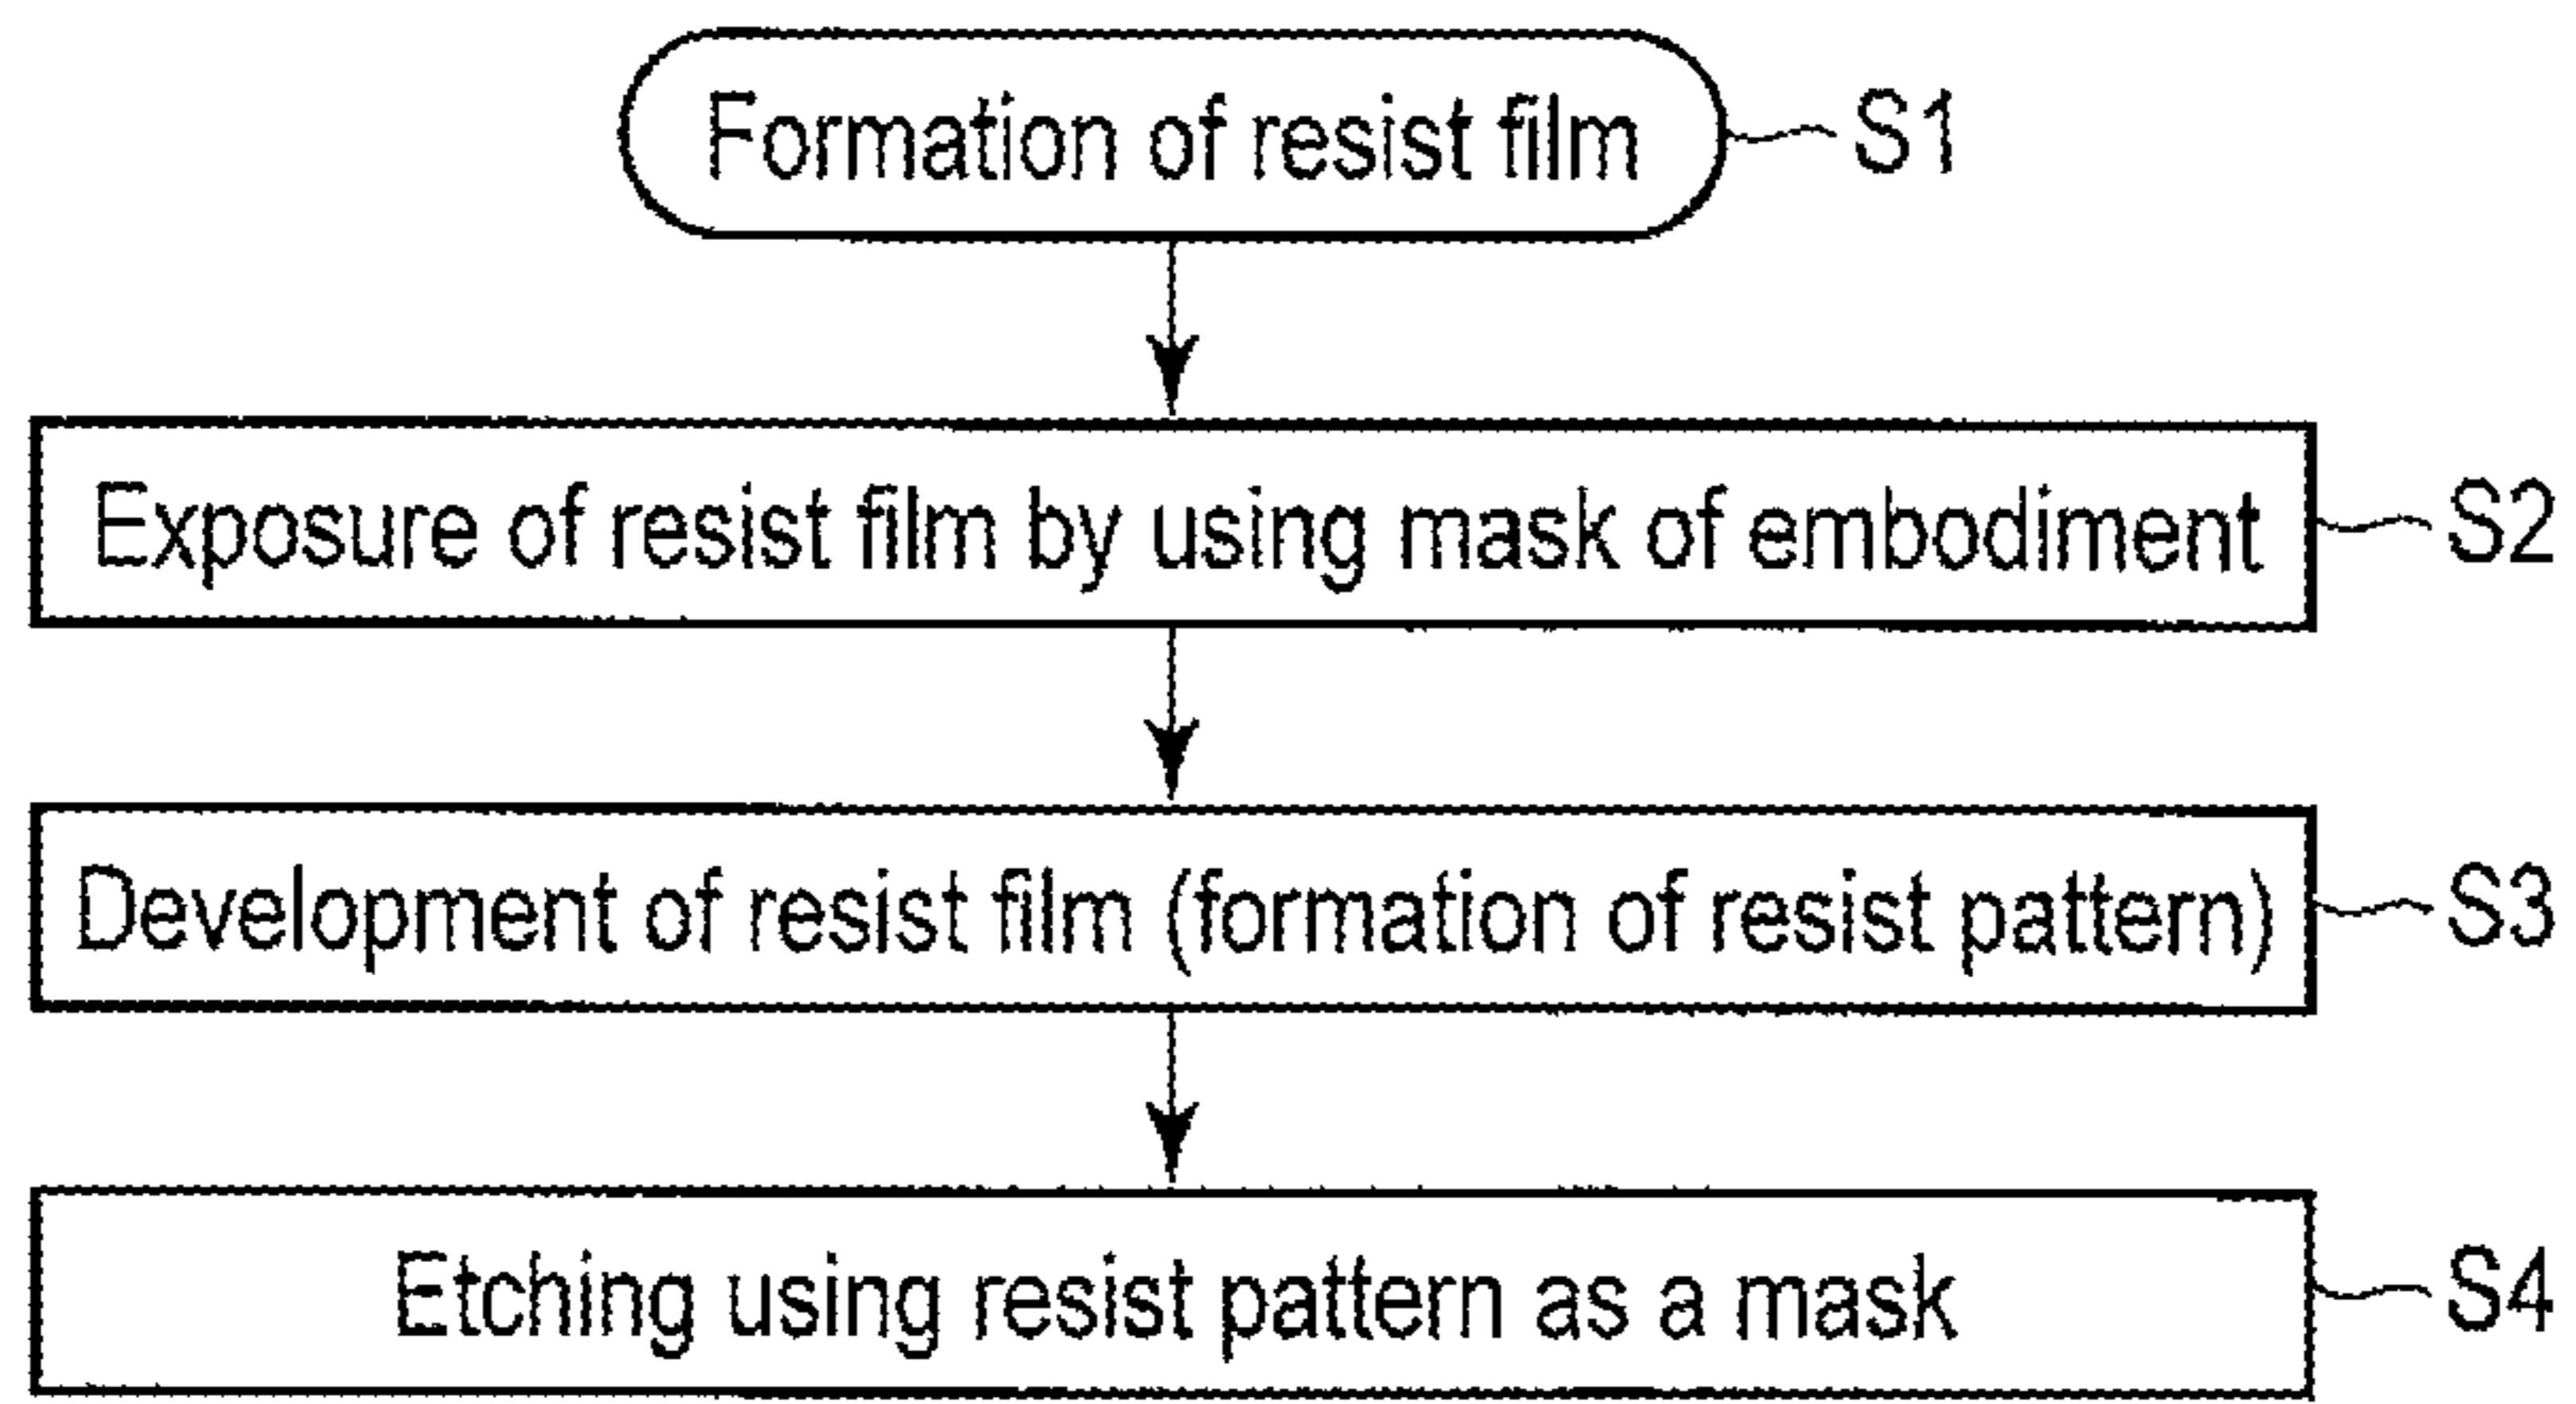 Formation of resist film S1
Exposure of resist film by using mask of embodiment S2
Development of resist film (formation of resist pattern) S3
Etching using resist pattern as a mask S4